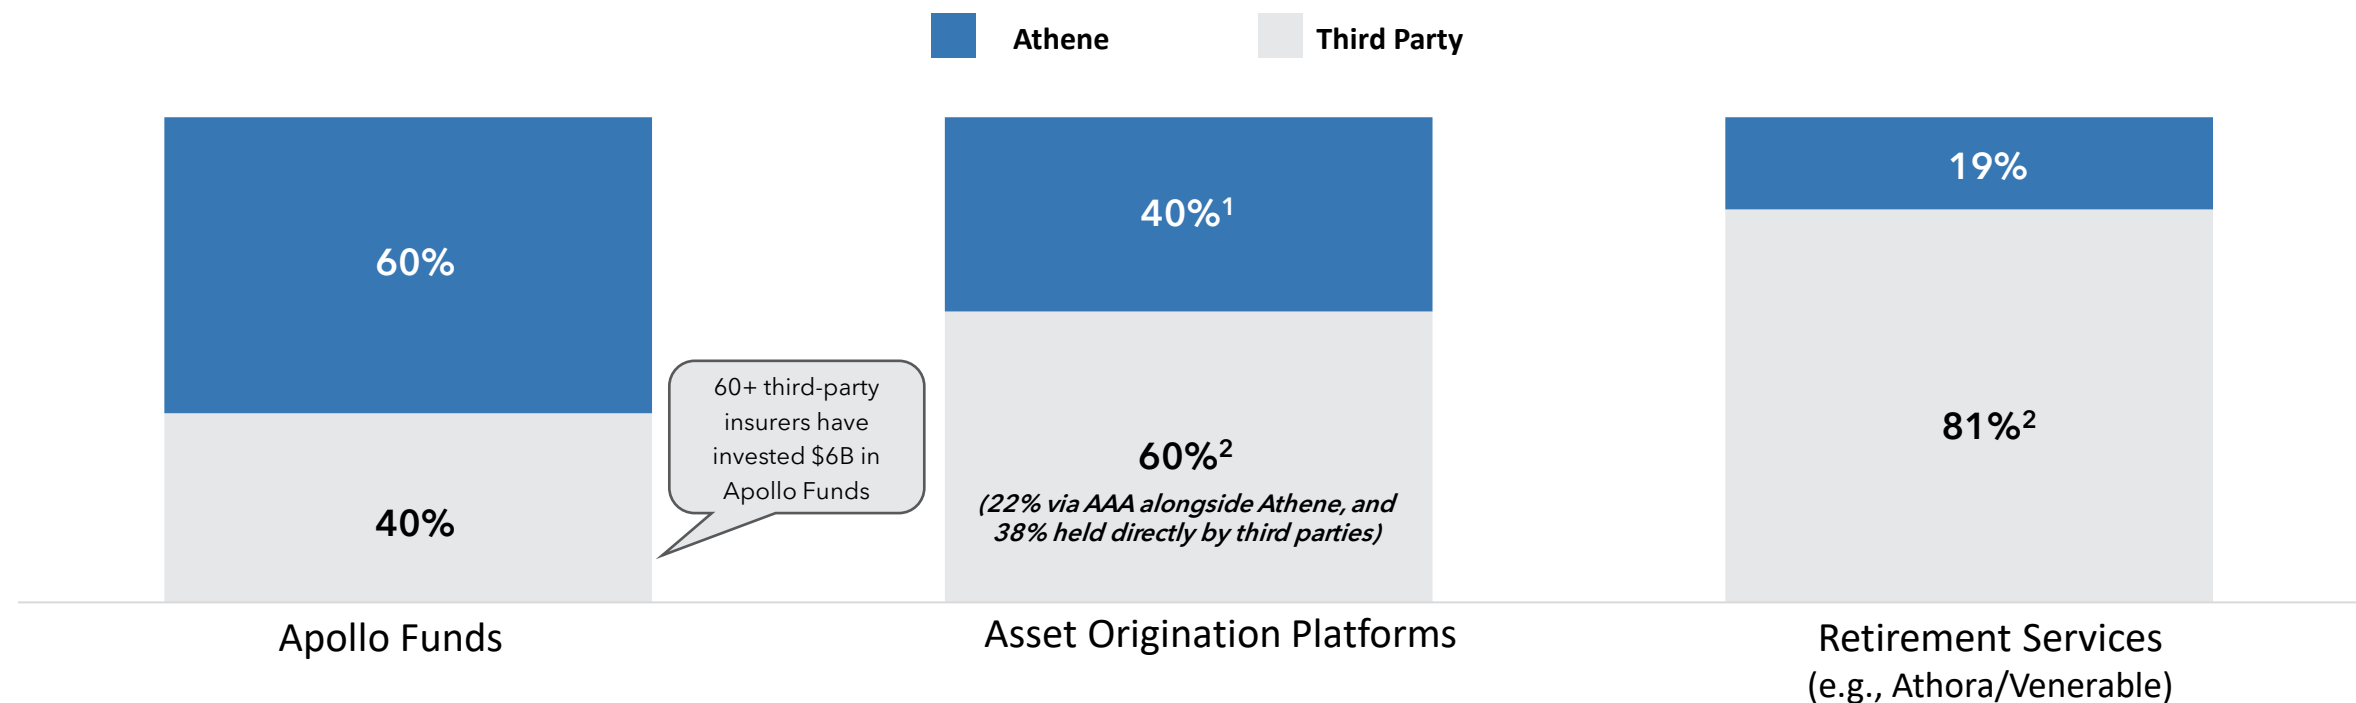 Athene
Third Party
60%
40%
60+ third-party
insurers have
invested $6B in
Apollo Funds
40%¹
60%²
(22% via AAA alongside Athene, and
38% held directly by third parties)
19%
81%²
Apollo Funds
Asset Origination Platforms
Retirement Services
(e.g., Athora/Venerable)